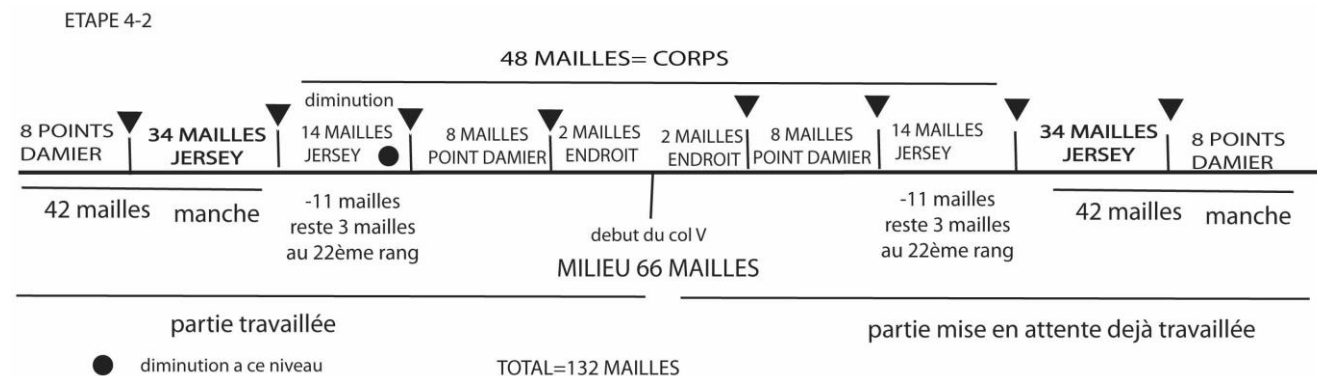 ETAPE 4-2
48 MAILLES= CORPS
diminution
8 POINTS
DAMIER
34 MAILLES
JERSEY
14 MAILLES
JERSEY
8 MAILLES
POINT DAMIER
2 MAILLES
ENDROIT
2 MAILLES
ENDROIT
8 MAILLES
POINT DAMIER
14 MAILLES
JERSEY
34 MAILLES
JERSEY
8 POINTS
DAMIER
42 mailles manche
-11 mailles
reste 3 mailles
au 22ème rang
debut du col V
MILIEU 66 MAILLES
-11 mailles
reste 3 mailles
au 22ème rang
42 mailles manche
partie travaillée
partie mise en attente dejà travaillée
diminution a ce niveau
TOTAL=132 MAILLES